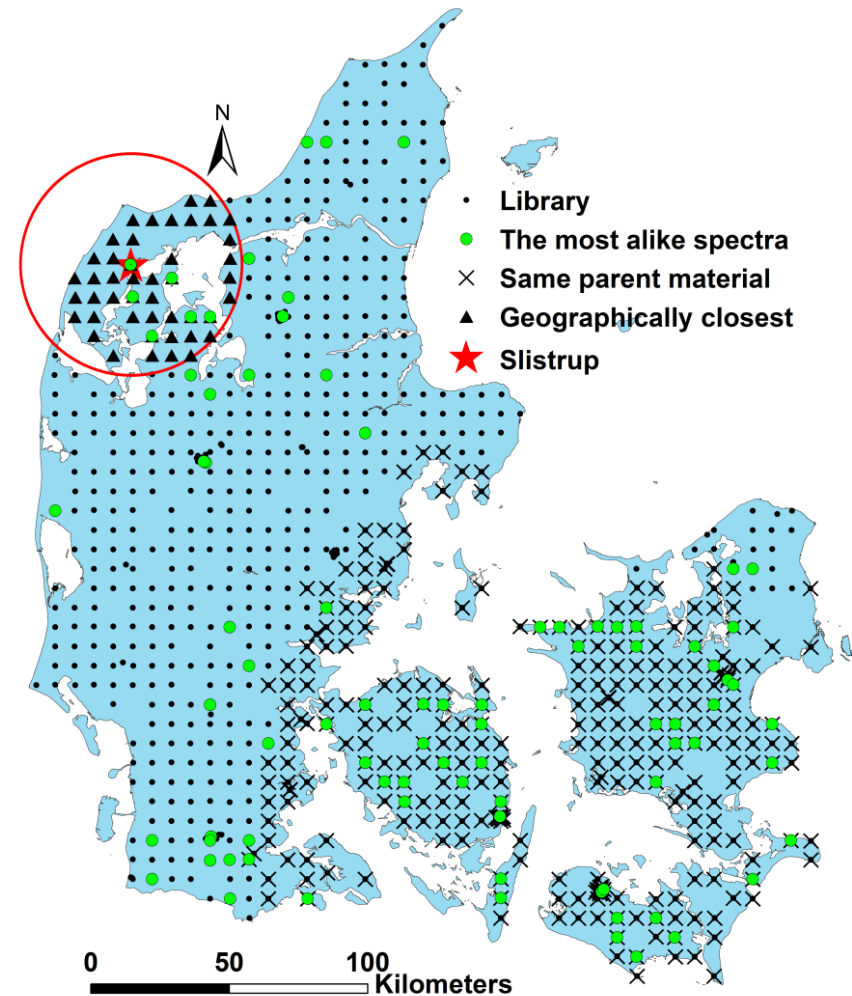 N
Library
The most alike spectra
Same parent material
Geographically closest
Slistrup
0 50 100
Kilometers